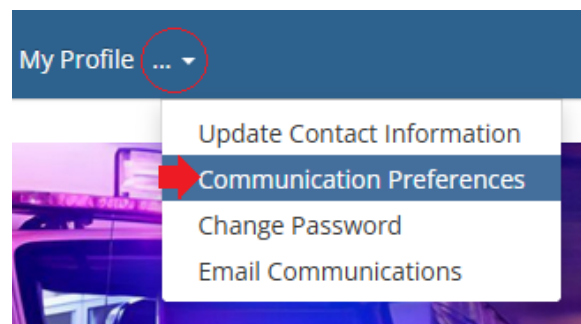 My Profile ...
Update Contact Information
Communication Preferences
Change Password
Email Communications